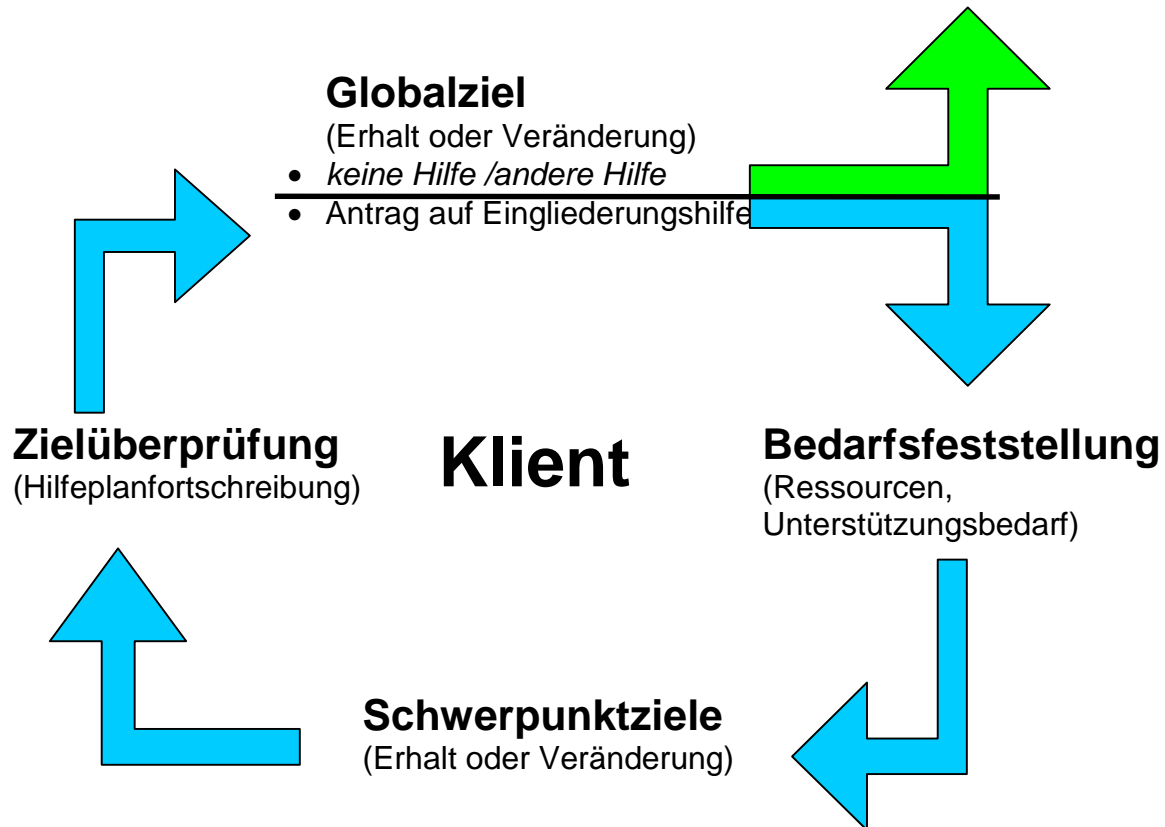 Globalziel
(Erhalt oder Veränderung)
• keine Hilfe /andere Hilfe
• Antrag auf Eingliederungshilfe
Zielüberprüfung
(Hilfeplanfortschreibung)
Klient
Bedarfsfeststellung
(Ressourcen,
Unterstützungsbedarf)
Schwerpunktziele
(Erhalt oder Veränderung)